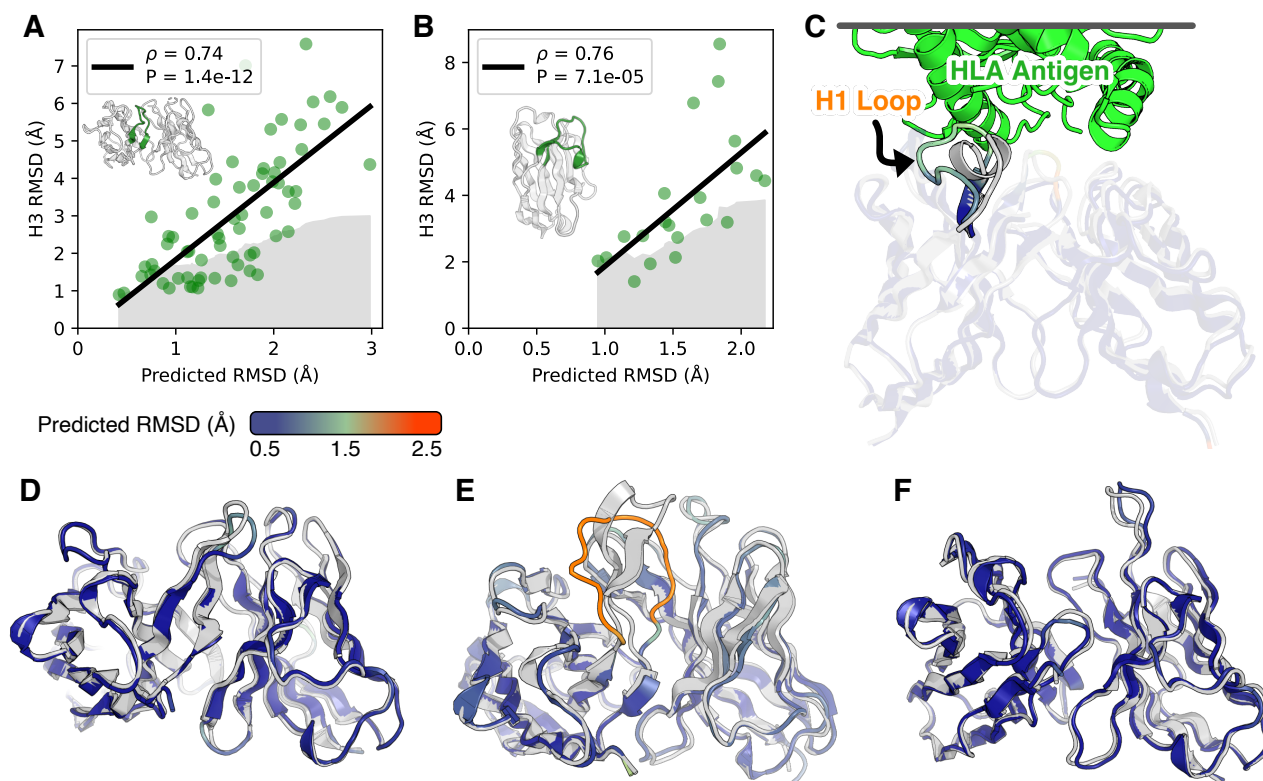 A
ρ = 0.74
P = 1.4e-12
H3 RMSD (Å)
7
6
5
4
3
2
1
0
0
1
2
3
Predicted RMSD (Å)
B
ρ = 0.76
P = 7.1e-05
H3 RMSD (Å)
8
6
4
2
0
0.0
0.5
1.0
1.5
2.0
Predicted RMSD (Å)
C
HLA Antigen
H1 Loop
Predicted RMSD (Å)
0.5
1.5
2.5
D
E
F